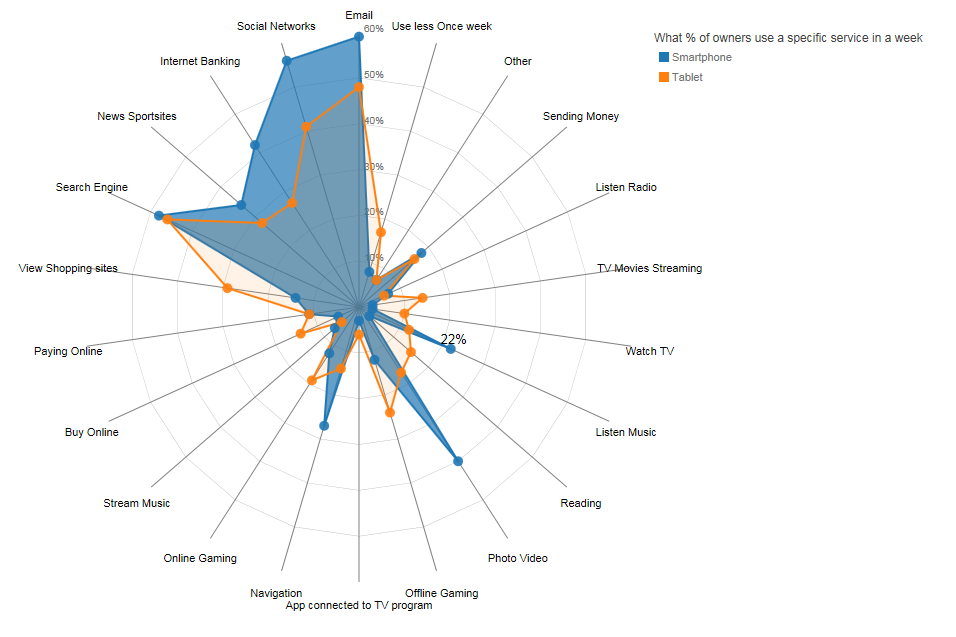 Email
Social Networks
Use less Once week
60%
What % of owners use a specific service in a week
Smartphone
Internet Banking
Other
Tablet
50%
News Sportsites
Sending Money
40%
30%
Search Engine
Listen Radio
20%
10%
View Shopping sites
TV Movies Streaming
22%
Paying Online
Watch TV
Buy Online
Listen Music
Stream Music
Reading
Online Gaming
Photo Video
Navigation
Offline Gaming
App connected to TV program